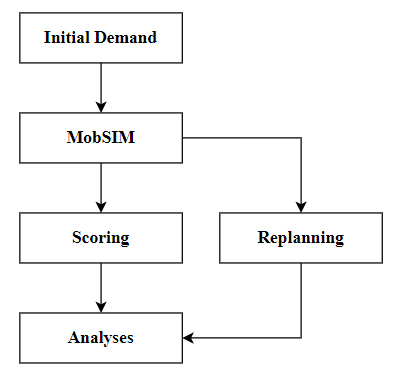 Initial Demand
MobSIM
Scoring
Replanning
Analyses